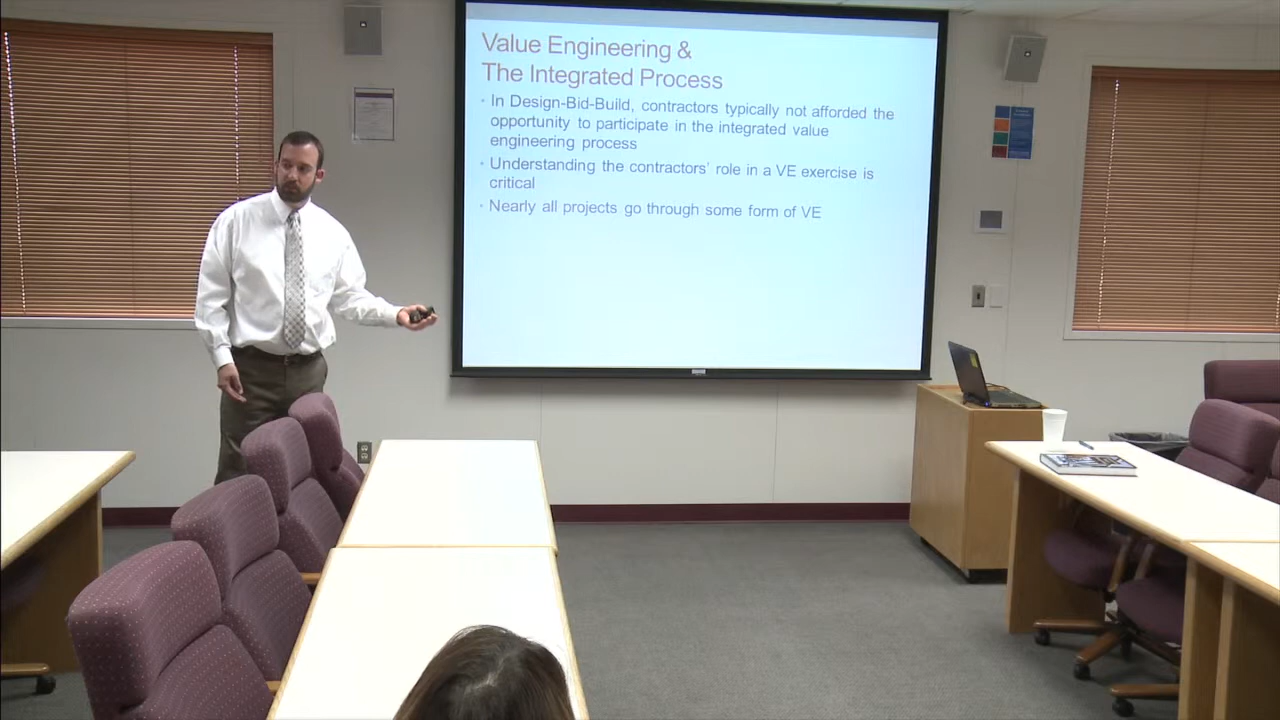 Value Engineering &
The Integrated Process
• In Design-Bid-Build, contractors typically not afforded the
opportunity to participate in the integrated value
engineering process
• Understanding the contractors' role in a VE exercise is
critical
• Nearly all projects go through some form of VE